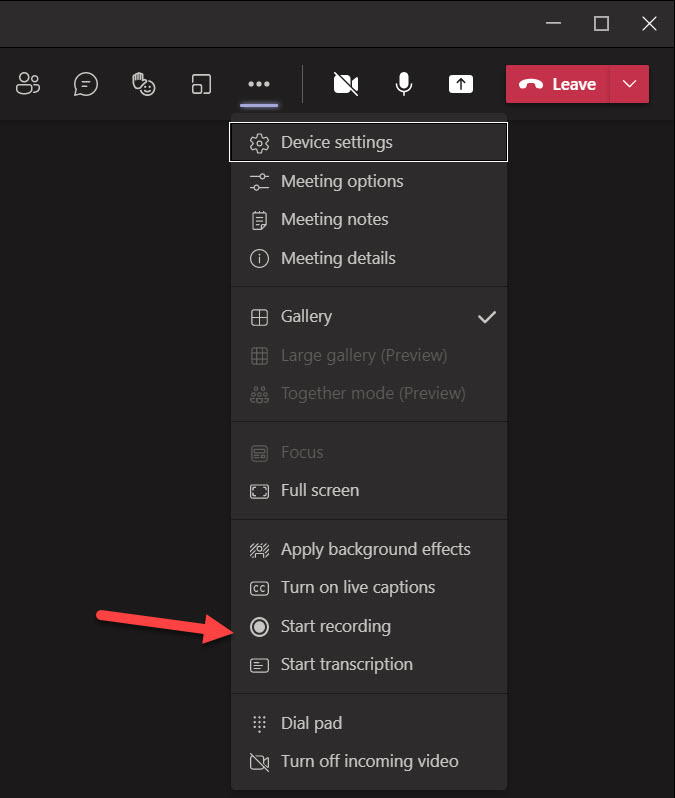 Leave
Device settings
Meeting options
Meeting notes
Meeting details
Gallery
Large gallery (Preview)
Together mode (Preview)
Focus
Full screen
Apply background effects
CC Turn on live captions
Start recording
Start transcription
Dial pad
Turn off incoming video